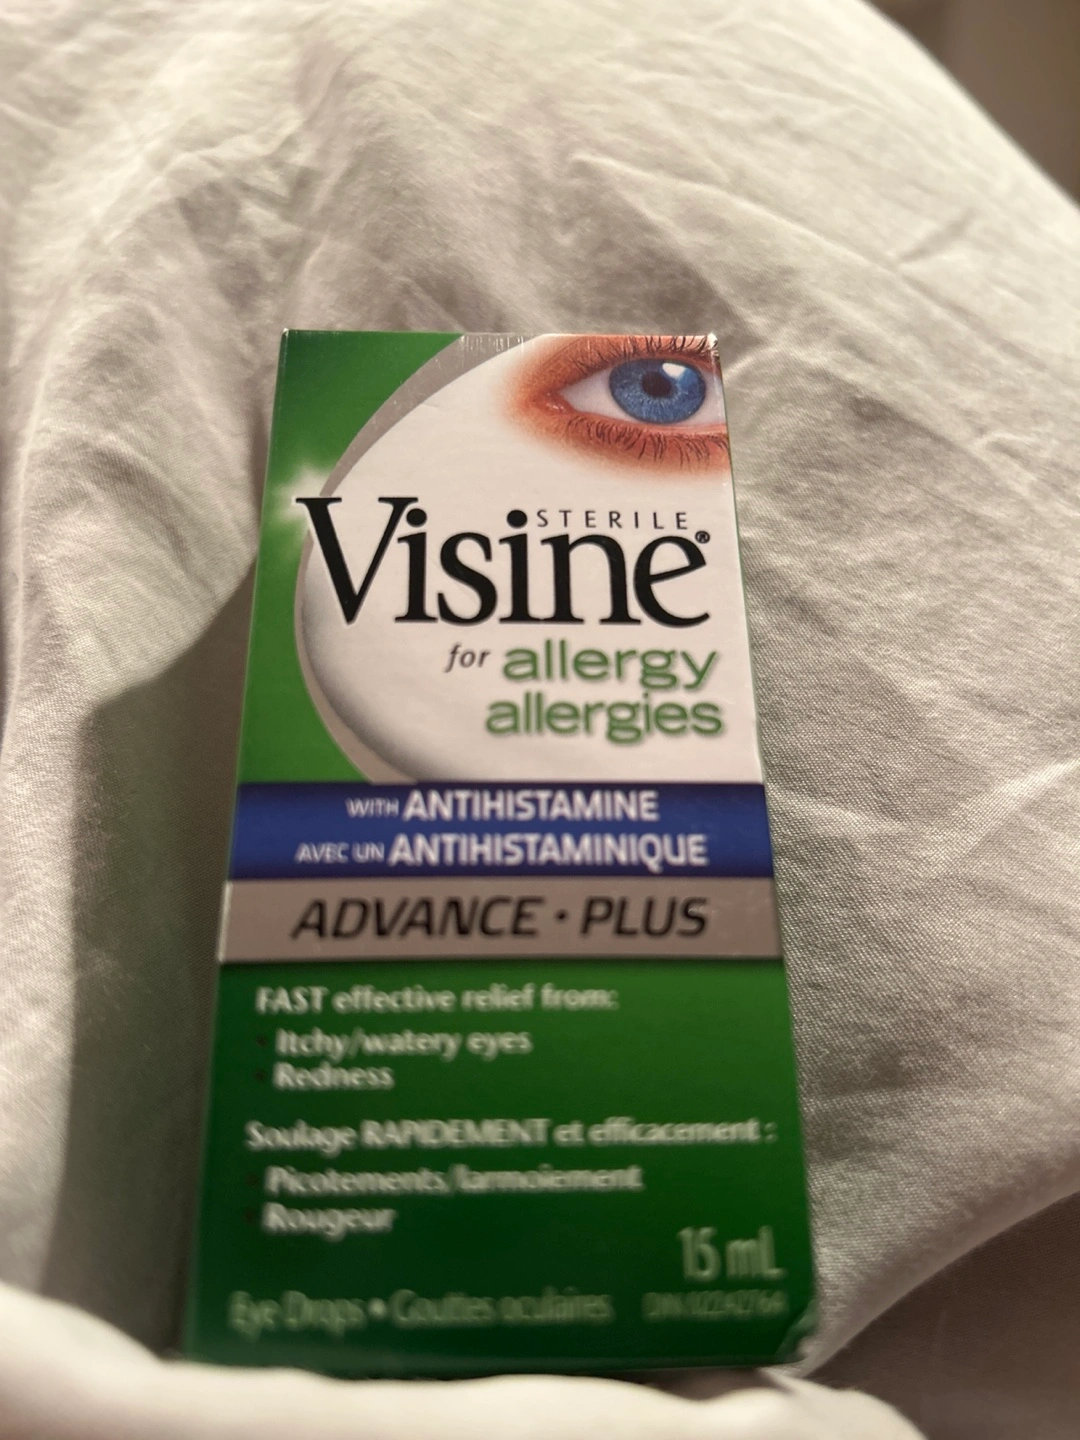 STERILE
Visine®
for allergy
allergies
WITH ANTIHISTAMINE
AVEC UN ANTIHISTAMINIQUE
ADVANCE • PLUS
FAST effective relief from:
• Itchy/watery eyes
• Redness
Soulage RAPIDEMENT et efficacement :
• Picotements/larmoiement
• Rougeur
15 mL
Eye Drops • Gouttes oculaires
DIN